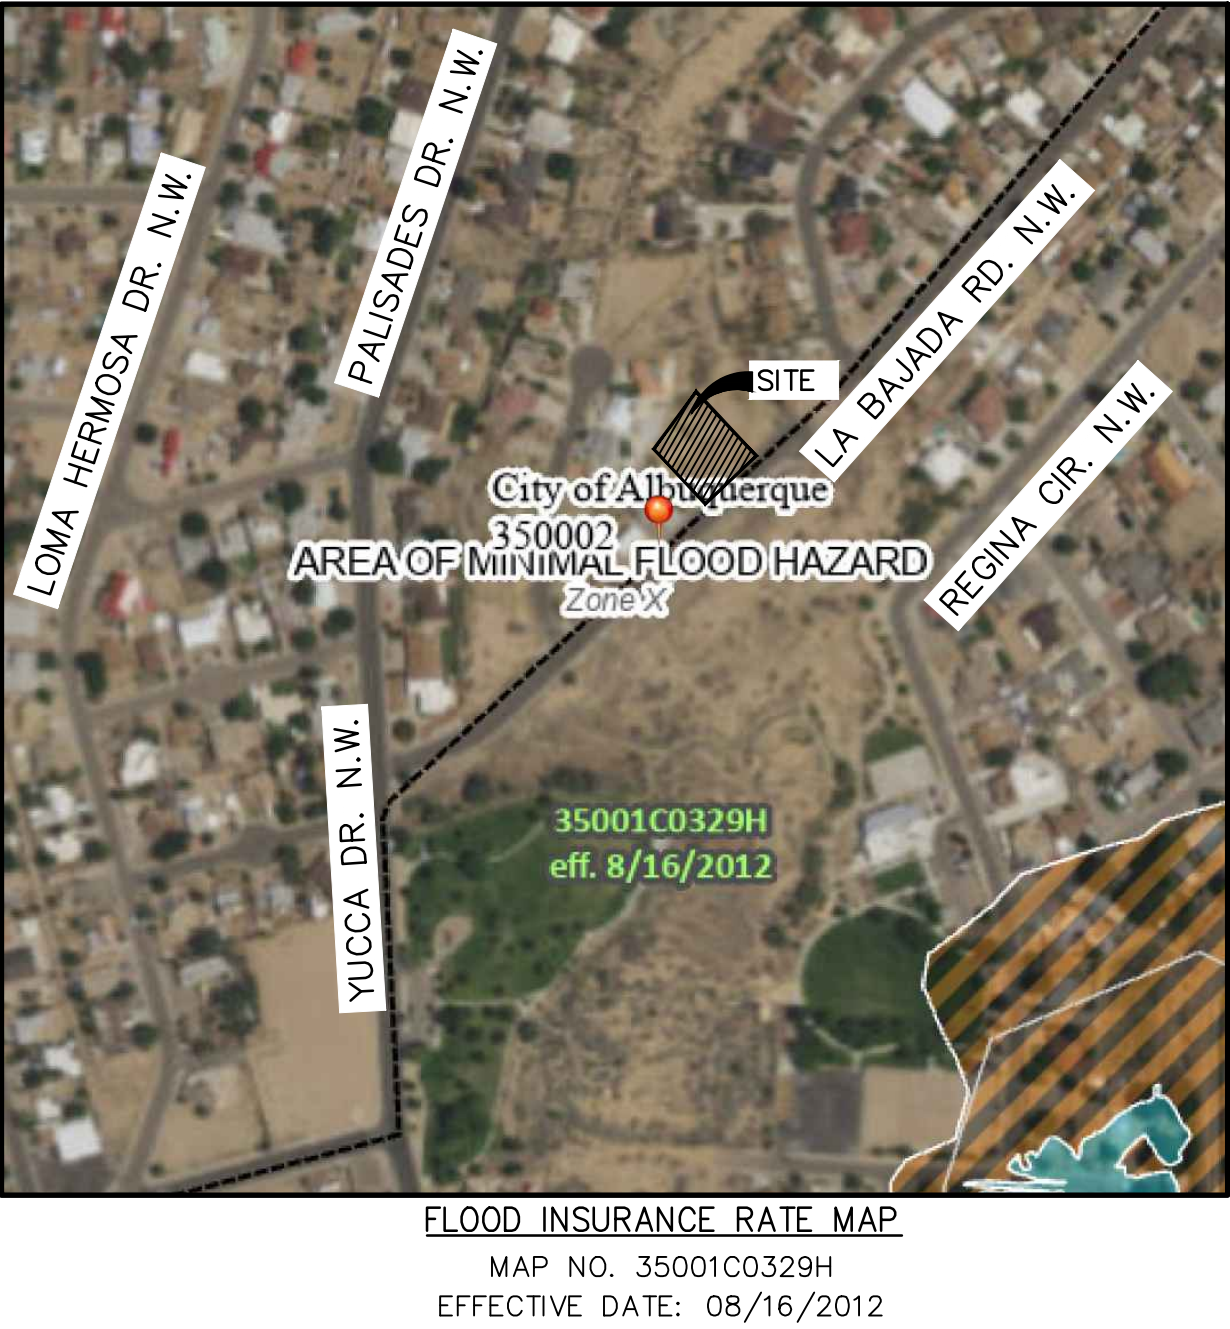 LOMA HERMOSA DR. N.W.
PALISADES DR. N.W.
SITE
LA BAJADA RD. N.W.
REGINA CIR. N.W.
City of Albuquerque
350002
AREA OF MINIMAL FLOOD HAZARD
Zone X
YUCCA DR. N.W.
35001C0329H
eff. 8/16/2012
FLOOD INSURANCE RATE MAP
MAP NO. 35001C0329H
EFFECTIVE DATE: 08/16/2012